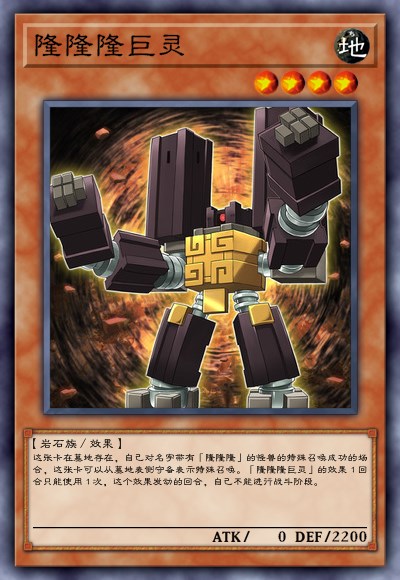 隆隆隆巨灵
地
【岩石族／效果】
这张卡在墓地存在，自己对名字带有「隆隆隆」的怪兽的特殊召唤成功的场
合，这张卡可以从墓地表侧守备表示特殊召唤。「隆隆隆巨灵」的效果1回
合只能使用1次，这个效果发动的回合，自己不能进行战斗阶段。
ATK/ 0 DEF/2200